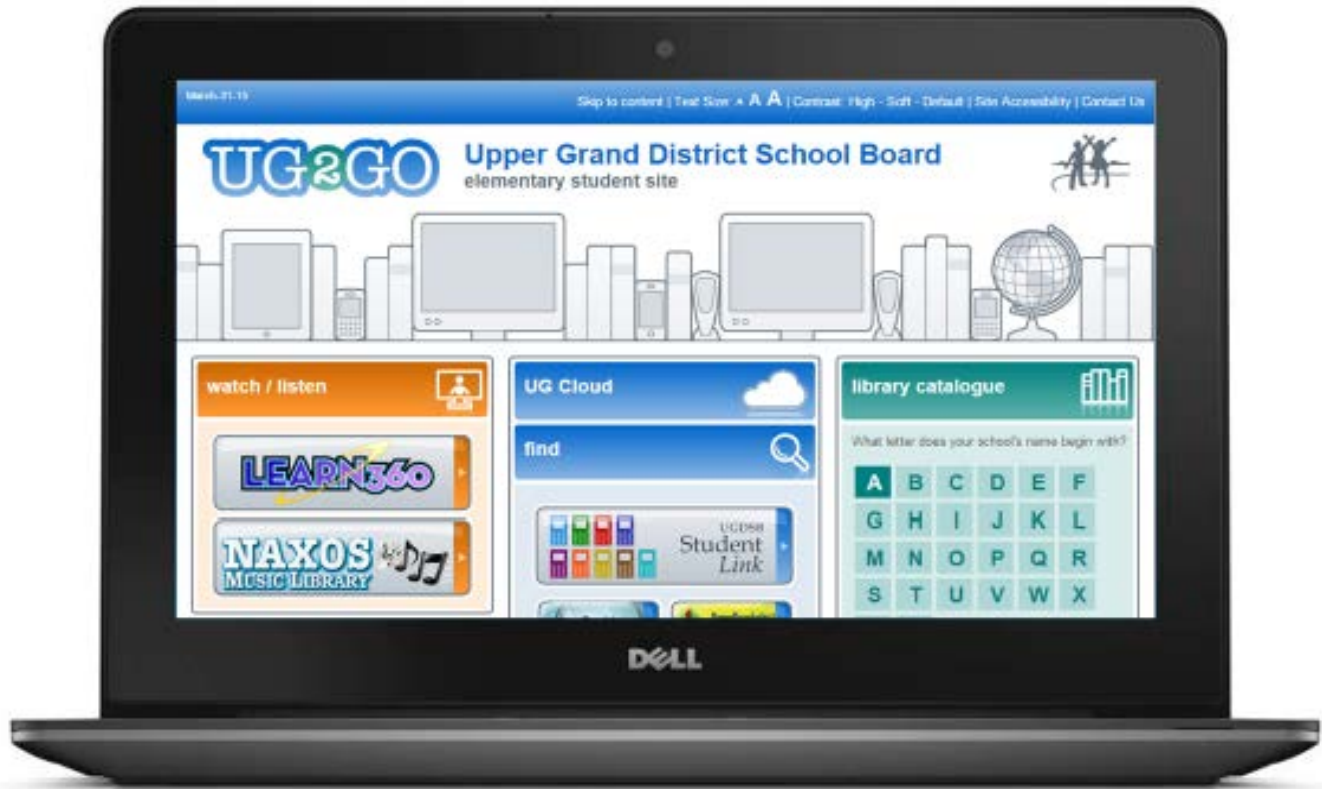 March-31-15
Skip to content | Text Size: A A A | Contrast: High - Soft - Default | Site Accessibility | Contact Us
UG2GO
Upper Grand District School Board
elementary student site
watch / listen
LEARN360
NAXOS
MUSIC LIBRARY
UG Cloud
find
UGDSB
Student
Link
library catalogue
What letter does your school's name begin with?
A B C D E F
G H I J K L
M N O P Q R
S T U V W X
DELL